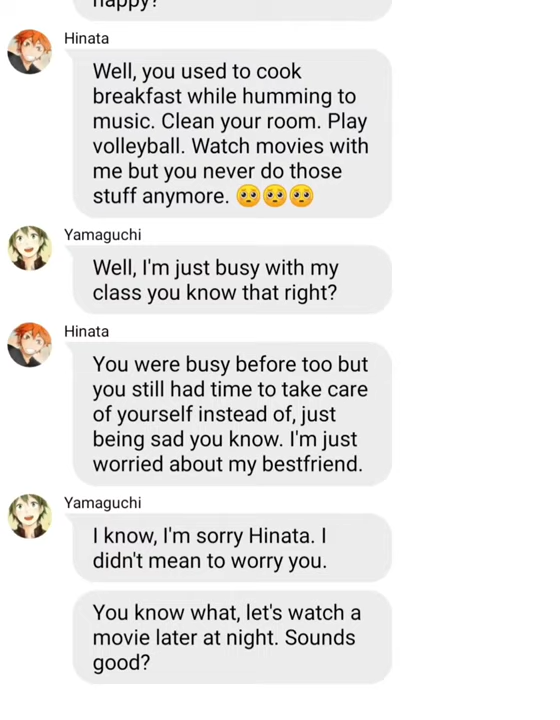 happy?
Hinata
Well, you used to cook
breakfast while humming to
music. Clean your room. Play
volleyball. Watch movies with
me but you never do those
stuff anymore. 🥺🥺🥺
Yamaguchi
Well, I'm just busy with my
class you know that right?
Hinata
You were busy before too but
you still had time to take care
of yourself instead of, just
being sad you know. I'm just
worried about my bestfriend.
Yamaguchi
I know, I'm sorry Hinata. I
didn't mean to worry you.
You know what, let's watch a
movie later at night. Sounds
good?